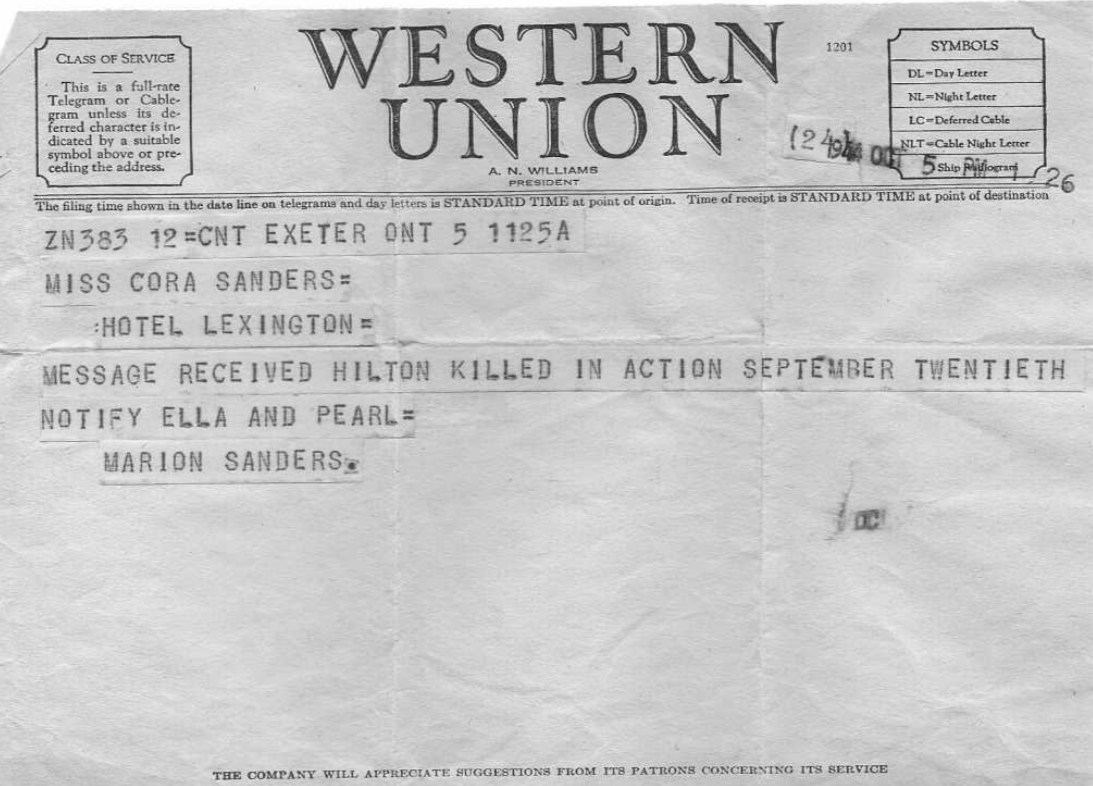 CLASS OF SERVICE
This is a full-rate
Telegram or Cable-
gram unless its de-
ferred character is in-
dicated by a suitable
symbol above or pre-
ceding the address.
WESTERN
UNION
A. N. WILLIAMS
PRESIDENT
1201
SYMBOLS
DL=Day Letter
NL=Night Letter
LC=Deferred Cable
NLT=Cable Night Letter
Ship Radiogram
OCT 5 PM
26
The filing time shown in the date line on telegrams and day letters is STANDARD TIME at point of origin. Time of receipt is STANDARD TIME at point of destination
ZN383 12=CNT EXETER ONT 5 1125A
MISS CORA SANDERS=
:HOTEL LEXINGTON=
MESSAGE RECEIVED HILTON KILLED IN ACTION SEPTEMBER TWENTIETH
NOTIFY ELLA AND PEARL=
MARION SANDERS.
THE COMPANY WILL APPRECIATE SUGGESTIONS FROM ITS PATRONS CONCERNING ITS SERVICE